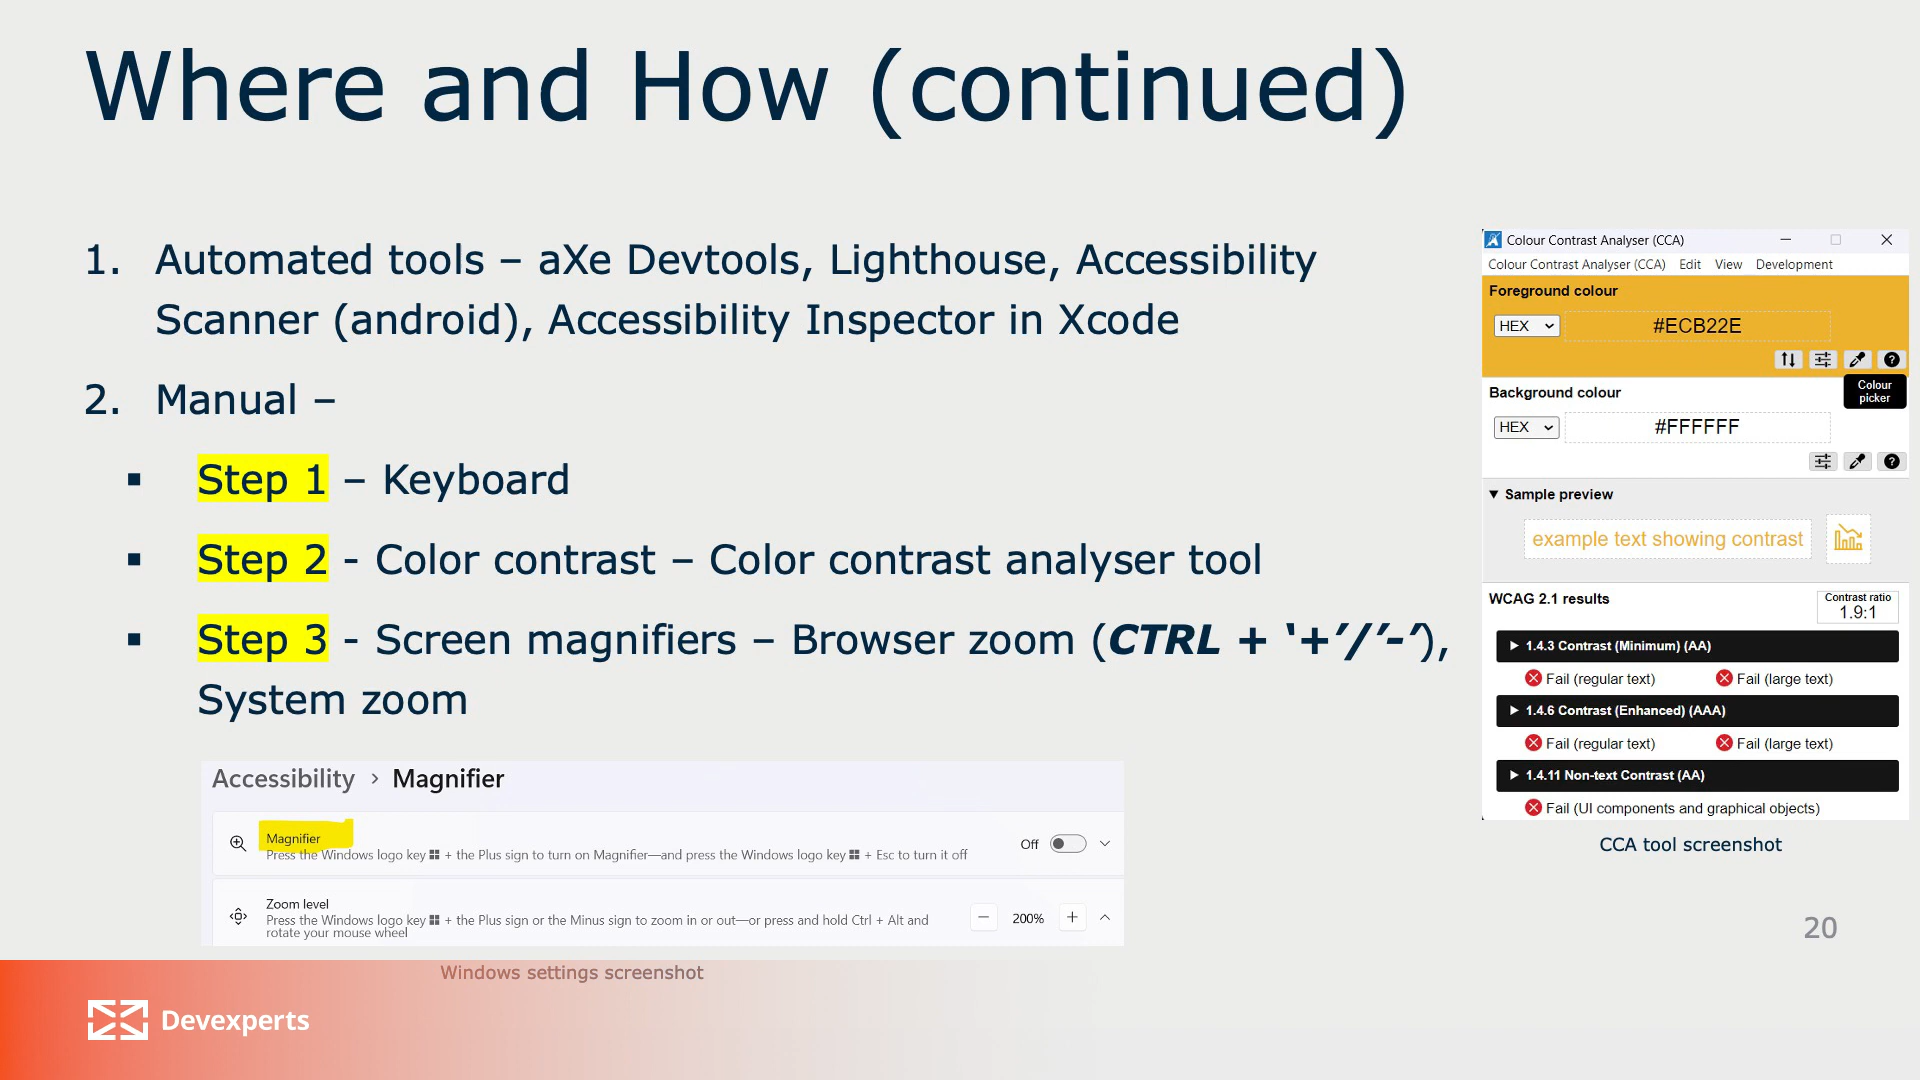 Where and How (continued)
1. Automated tools – aXe Devtools, Lighthouse, Accessibility
Scanner (android), Accessibility Inspector in Xcode
2. Manual –
▪ Step 1 – Keyboard
▪ Step 2 - Color contrast – Color contrast analyser tool
▪ Step 3 - Screen magnifiers – Browser zoom (CTRL + ‘+’/’-’),
System zoom
Accessibility > Magnifier
Magnifier
Press the Windows logo key + the Plus sign to turn on Magnifier—and press the Windows logo key + Esc to turn it off
Off
Zoom level
Press the Windows logo key + the Plus sign or the Minus sign to zoom in or out—or press and hold Ctrl + Alt and
rotate your mouse wheel
200%
Windows settings screenshot
Colour Contrast Analyser (CCA)
Colour Contrast Analyser (CCA) Edit View Development
Foreground colour
HEX #ECB22E
Colour
picker
Background colour
HEX #FFFFFF
Sample preview
example text showing contrast
WCAG 2.1 results
Contrast ratio
1.9:1
1.4.3 Contrast (Minimum) (AA)
Fail (regular text) Fail (large text)
1.4.6 Contrast (Enhanced) (AAA)
Fail (regular text) Fail (large text)
1.4.11 Non-text Contrast (AA)
Fail (UI components and graphical objects)
CCA tool screenshot
20
Devexperts